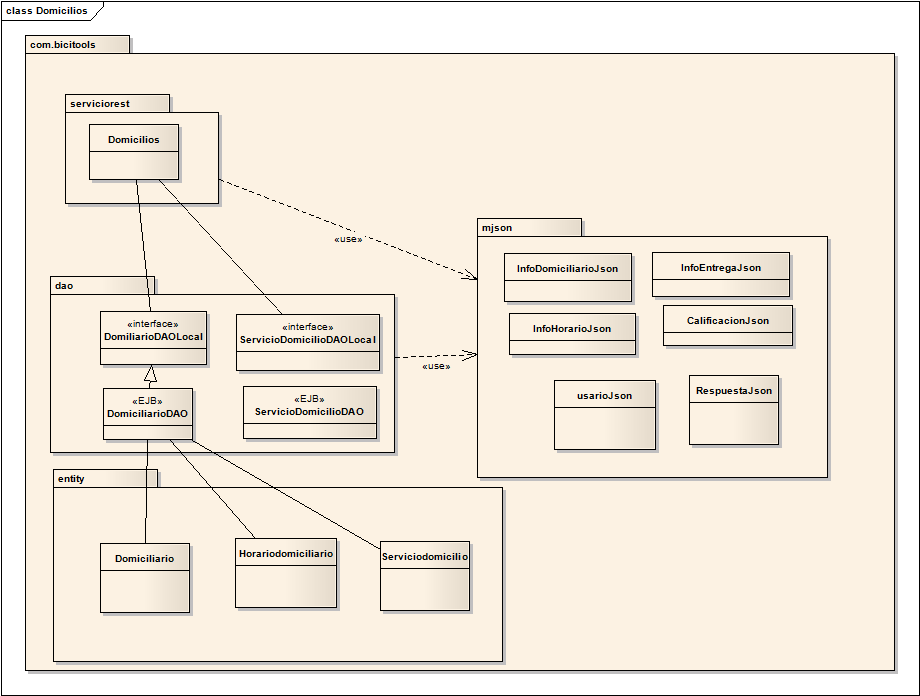 class Domicilios
com.bicitools
serviciorest
Domicilios
«use»
mjson
InfoDomiciliarioJson
InfoEntregaJson
InfoHorarioJson
CalificacionJson
usarioJson
RespuestaJson
dao
«interface»
DomiliarioDAOLocal
«interface»
ServicioDomicilioDAOLocal
«use»
«EJB»
DomiciliarioDAO
«EJB»
ServicioDomicilioDAO
entity
Domiciliario
Horariodomiciliario
Serviciodomicilio